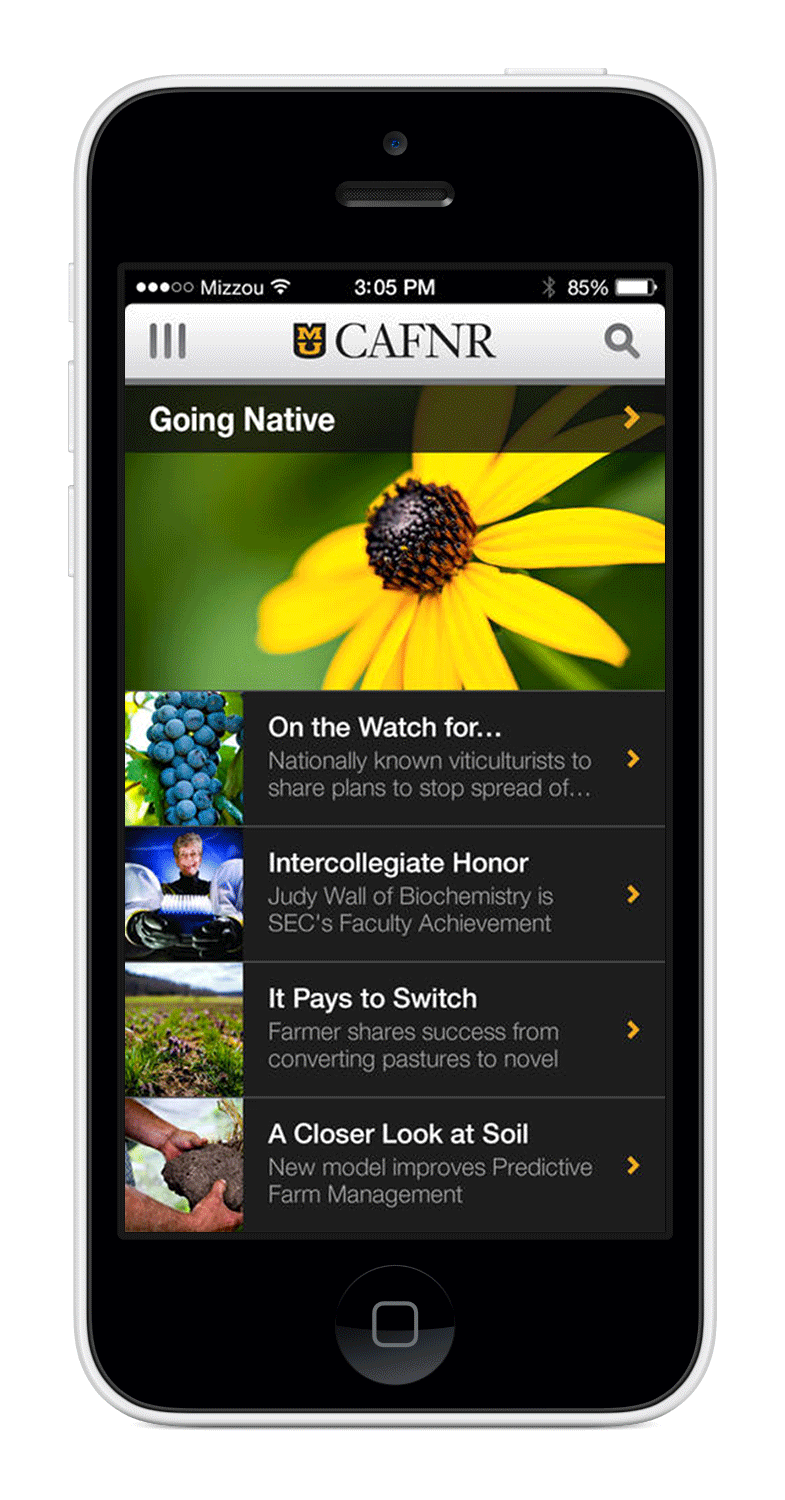 Mizzou 3:05 PM 85%
MU CAFNR
Going Native
On the Watch for...
Nationally known viticulturists to
share plans to stop spread of...
Intercollegiate Honor
Judy Wall of Biochemistry is
SEC's Faculty Achievement
It Pays to Switch
Farmer shares success from
converting pastures to novel
A Closer Look at Soil
New model improves Predictive
Farm Management